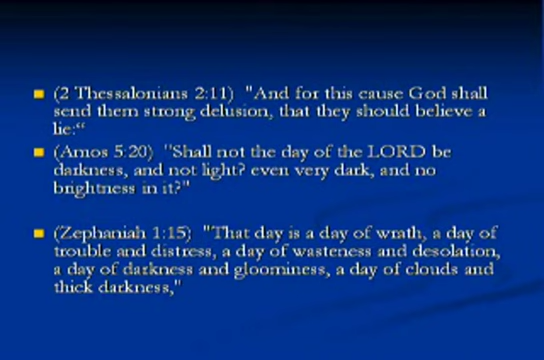 (2 Thessalonians 2:11) "And for this cause God shall
send them strong delusion, that they should believe a
lie:“
(Amos 5:20) "Shall not the day of the LORD be
darkness, and not light? even very dark, and no
brightness in it?"
(Zephaniah 1:15) "That day is a day of wrath, a day of
trouble and distress, a day of wasteness and desolation,
a day of darkness and gloominess, a day of clouds and
thick darkness,"